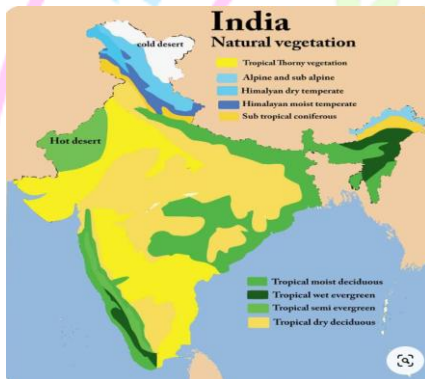 India
Natural vegetation
cold desert
Tropical Thorny vegetation
Alpine and sub alpine
Himalyan dry temperate
Himalayan moist temperate
Sub tropical coniferous
Hot desert
Tropical moist deciduous
Tropical wet evergreen
Tropical semi evergreen
Tropical dry deciduous